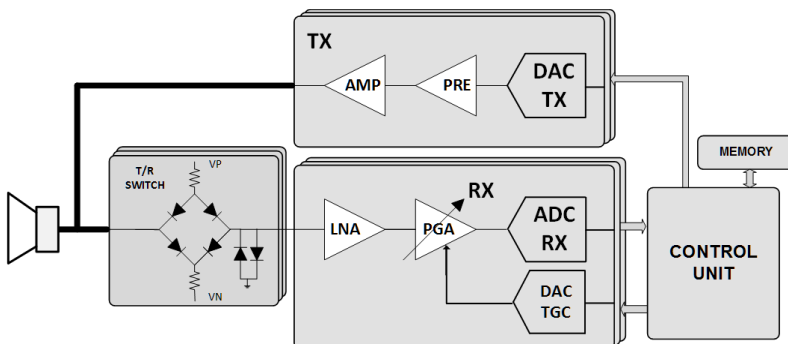 TX
AMP
PRE
DAC
TX
MEMORY
T/R
SWITCH
VP
VN
RX
LNA
PGA
ADC
RX
DAC
TGC
CONTROL
UNIT